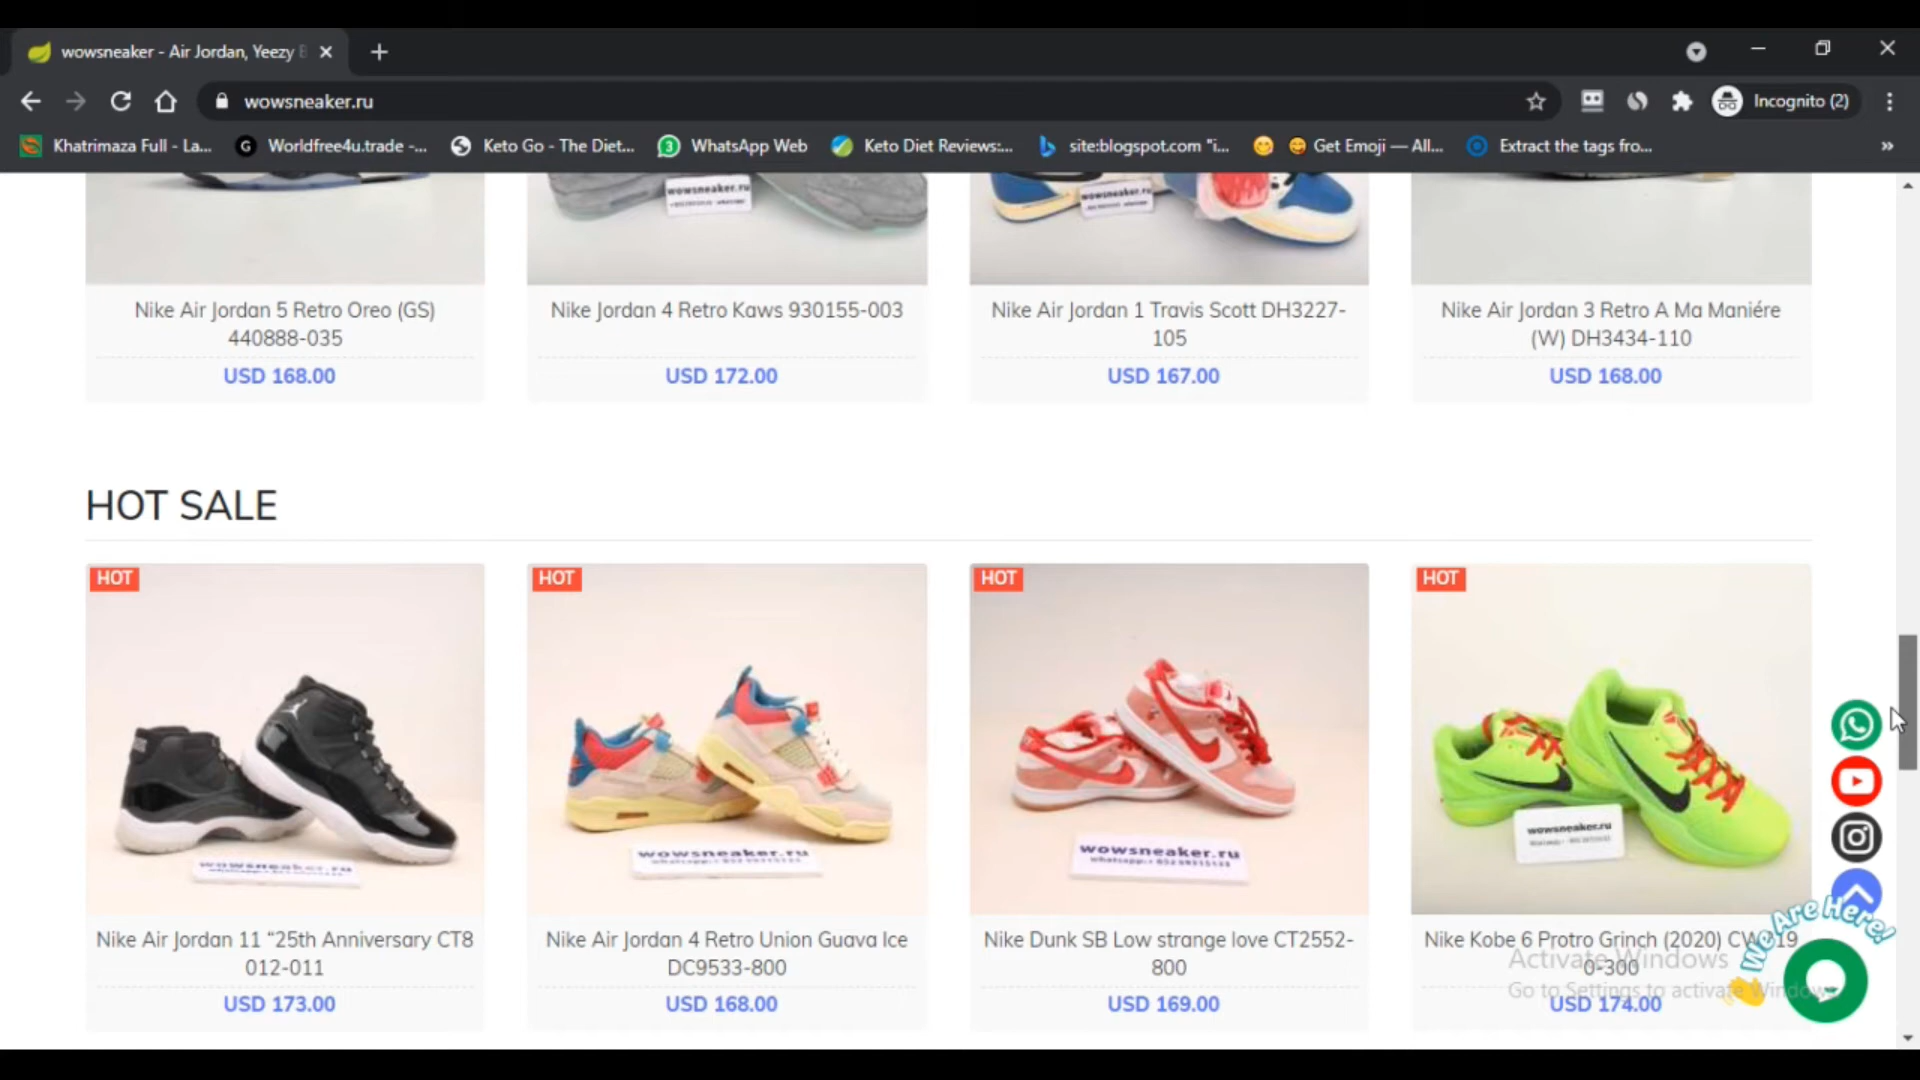 wowsneaker - Air Jordan, Yeezy B
wowsneaker.ru
Incognito (2)
Khatrimaza Full - La...
Worldfree4u.trade -...
Keto Go - The Diet...
WhatsApp Web
Keto Diet Reviews:...
site:blogspot.com "i...
Get Emoji — All...
Extract the tags fro...
»
wowsneaker.ru
wowsneaker.ru
Nike Air Jordan 5 Retro Oreo (GS)
440888-035
USD 168.00
Nike Jordan 4 Retro Kaws 930155-003
USD 172.00
Nike Air Jordan 1 Travis Scott DH3227-
105
USD 167.00
Nike Air Jordan 3 Retro A Ma Maniére
(W) DH3434-110
USD 168.00
HOT SALE
HOT
HOT
HOT
HOT
wowsneaker.ru
wowsneaker.ru
wowsneaker.ru
wowsneaker.ru
Nike Air Jordan 11 “25th Anniversary CT8
012-011
USD 173.00
Nike Air Jordan 4 Retro Union Guava Ice
DC9533-800
USD 168.00
Nike Dunk SB Low strange love CT2552-
800
USD 169.00
Nike Kobe 6 Protro Grinch (2020)
0-300
USD 174.00
We Are Here!
Activate Windows
Go to Settings to activate Windows.